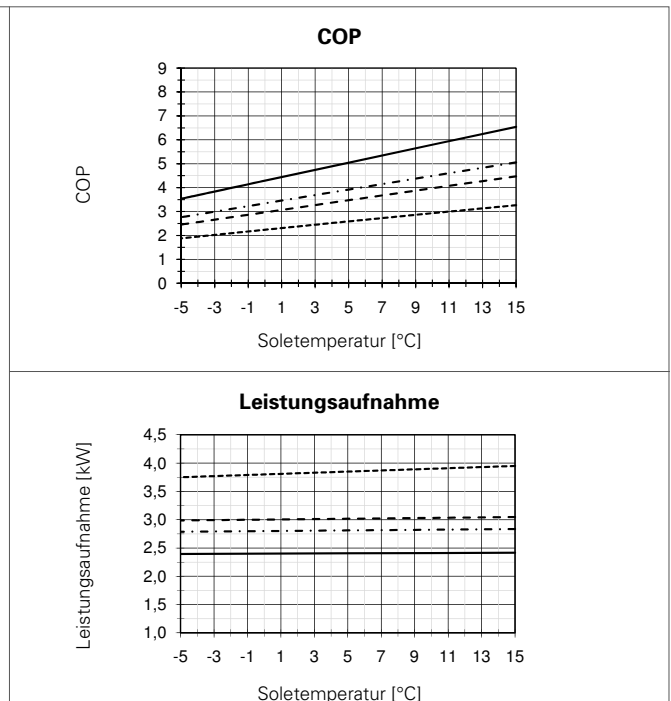 COP
9
8
7
6
5
4
3
2
1
0
COP
-5 -3 -1 1 3 5 7 9 11 13 15
Soletemperatur [°C]
Leistungsaufnahme
4,5
4,0
3,5
3,0
2,5
2,0
1,5
1,0
Leistungsaufnahme [kW]
-5 -3 -1 1 3 5 7 9 11 13 15
Soletemperatur [°C]